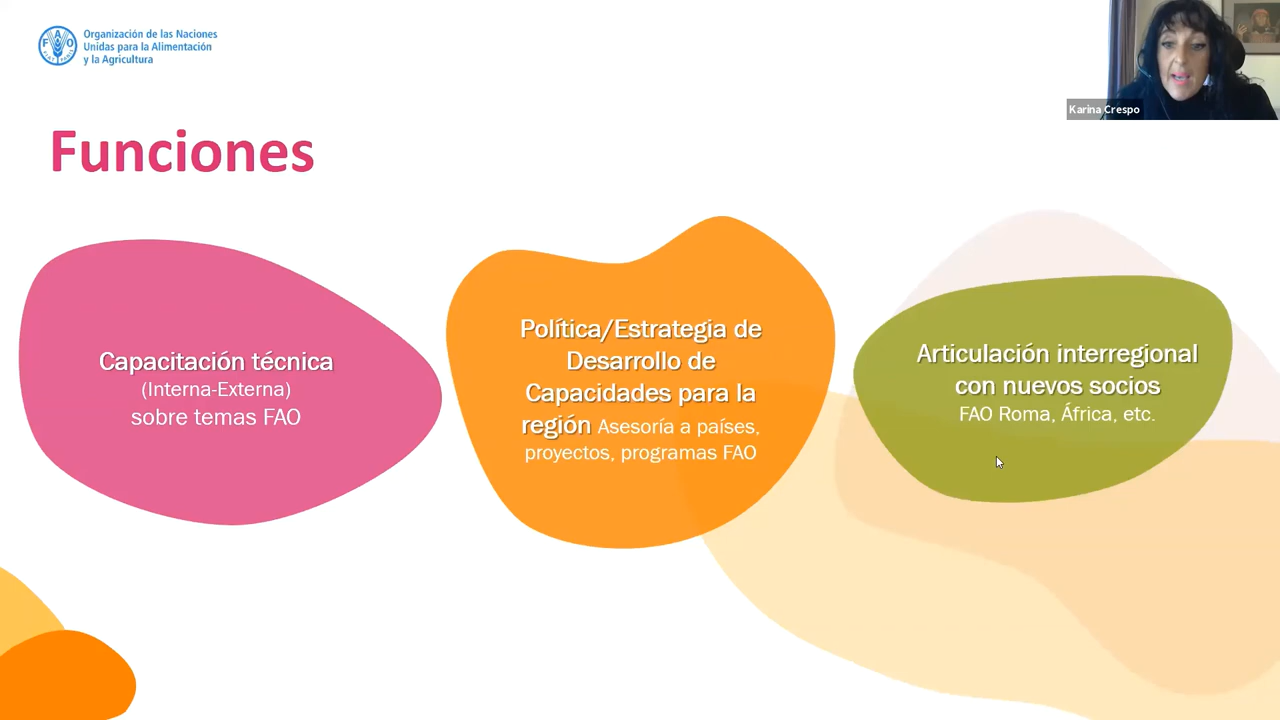 Organización de las Naciones
Unidas para la Alimentación
y la Agricultura
Karina Crespo
Funciones
Capacitación técnica
(Interna-Externa)
sobre temas FAO
Política/Estrategia de
Desarrollo de
Capacidades para la
región Asesoría a países,
proyectos, programas FAO
Articulación interregional
con nuevos socios
FAO Roma, África, etc.